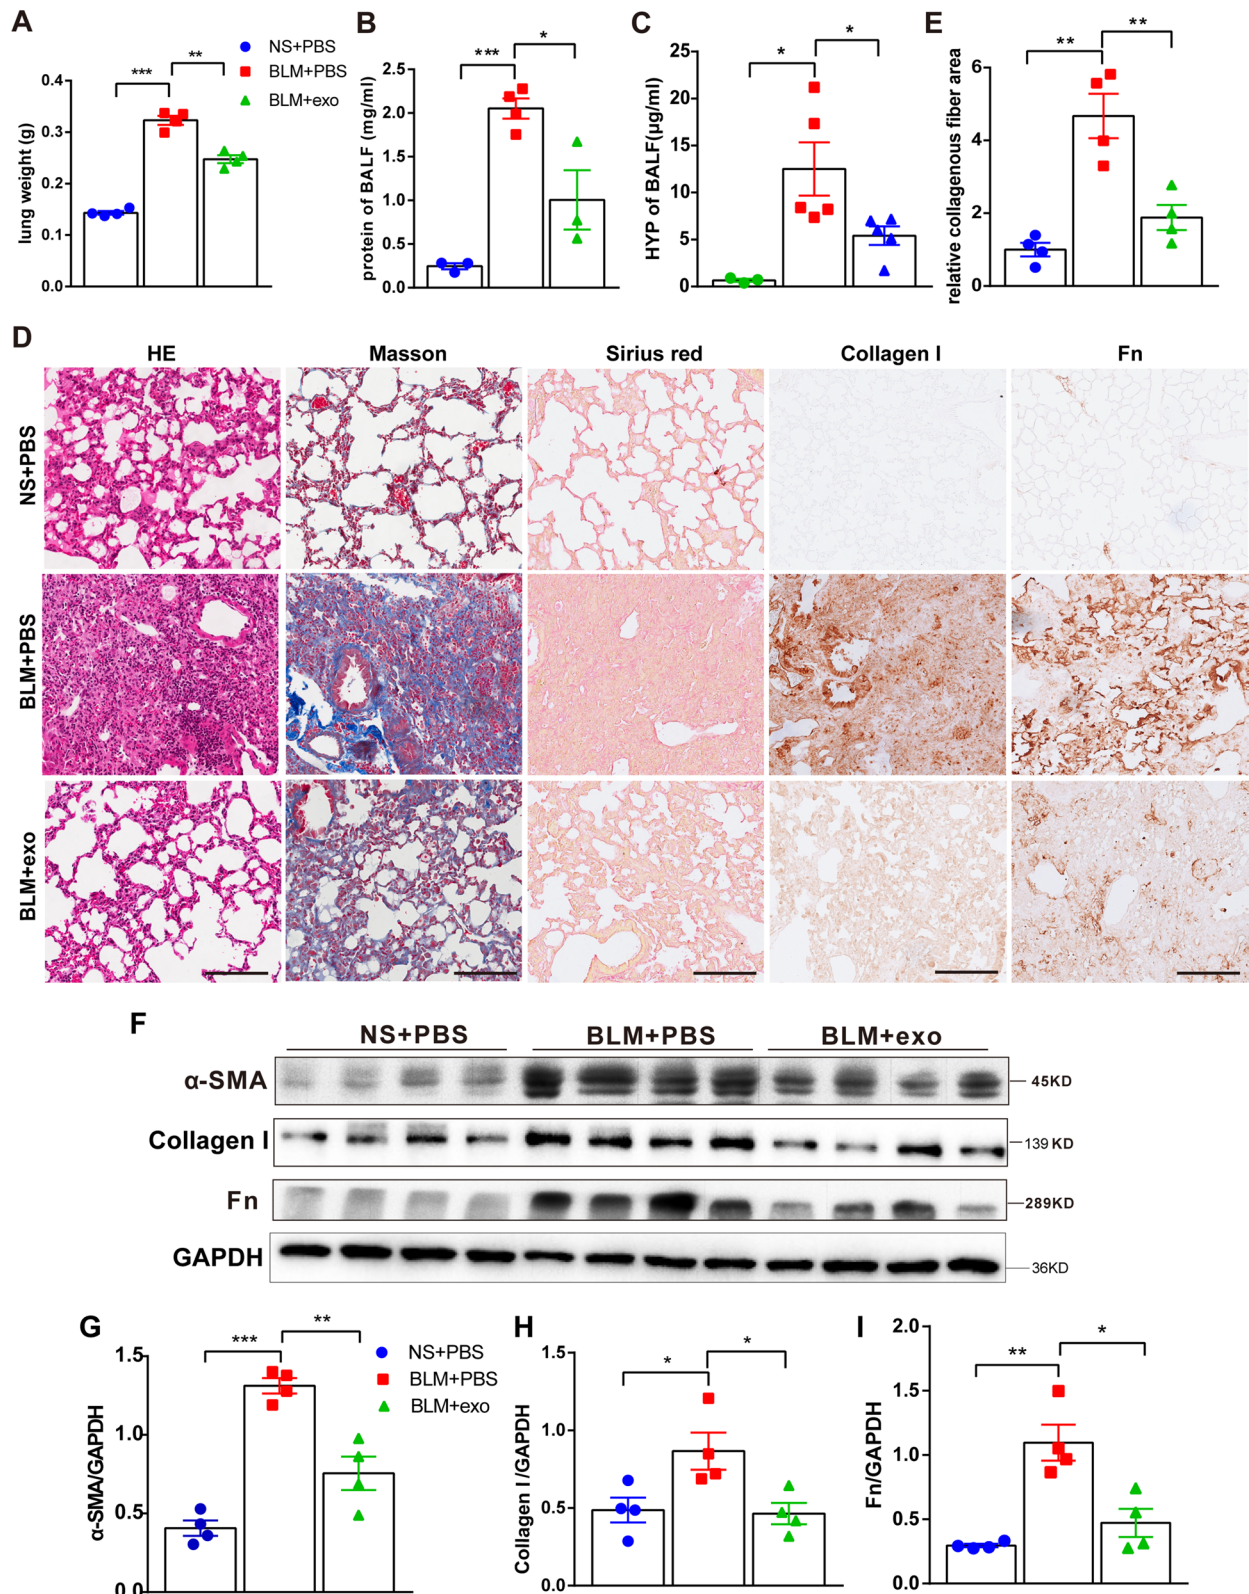 A
NS+PBS
BLM+PBS
BLM+exo
***
**
lung weight (g)
0.4
0.3
0.2
0.1
0.0
B
***
*
protein of BALF (mg/ml)
2.5
2.0
1.5
1.0
0.5
0.0
C
*
*
HYP of BALF(μg/ml)
25
20
15
10
5
0
E
**
**
relative collagenous fiber area
6
4
2
0
D
HE Masson Sirius red Collagen I Fn
NS+PBS
BLM+PBS
BLM+exo
F
NS+PBS BLM+PBS BLM+exo
α-SMA 45KD
Collagen I 139 KD
Fn 289KD
GAPDH 36KD
G
NS+PBS
BLM+PBS
BLM+exo
***
**
α-SMA/GAPDH
1.5
1.0
0.5
0.0
H
*
*
Collagen I /GAPDH
1.5
1.0
0.5
0.0
I
**
*
Fn/GAPDH
2.0
1.5
1.0
0.5
0.0